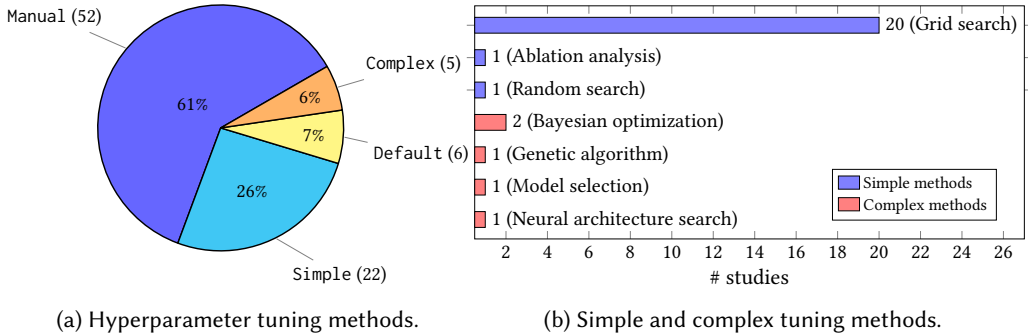 Manual (52)
Complex (5)
61%
6%
7%
Default (6)
26%
Simple (22)
(a) Hyperparameter tuning methods.
20 (Grid search)
1 (Ablation analysis)
1 (Random search)
2 (Bayesian optimization)
1 (Genetic algorithm)
1 (Model selection)
1 (Neural architecture search)
Simple methods
Complex methods
2 4 6 8 10 12 14 16 18 20 22 24 26
# studies
(b) Simple and complex tuning methods.